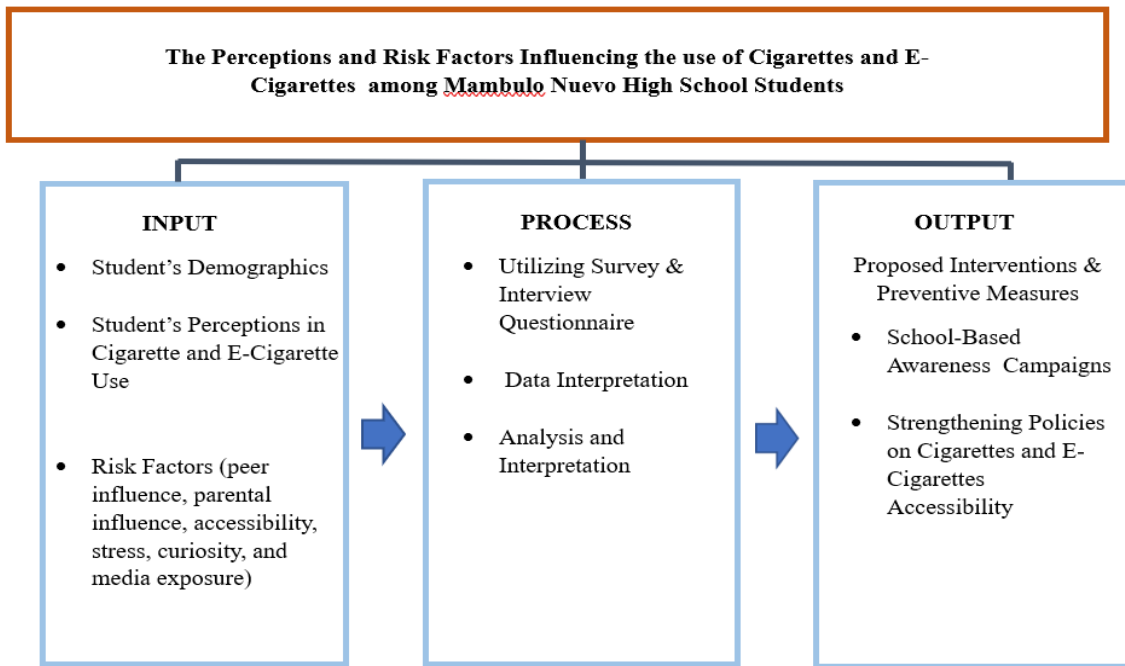 The Perceptions and Risk Factors Influencing the use of Cigarettes and E-
Cigarettes among Mambulo Nuevo High School Students
INPUT
• Student's Demographics
• Student's Perceptions in
Cigarette and E-Cigarette
Use
• Risk Factors (peer
influence, parental
influence, accessibility,
stress, curiosity, and
media exposure)
PROCESS
• Utilizing Survey &
Interview
Questionnaire
• Data Interpretation
• Analysis and
Interpretation
OUTPUT
Proposed Interventions &
Preventive Measures
• School-Based
Awareness Campaigns
• Strengthening Policies
on Cigarettes and E-
Cigarettes
Accessibility